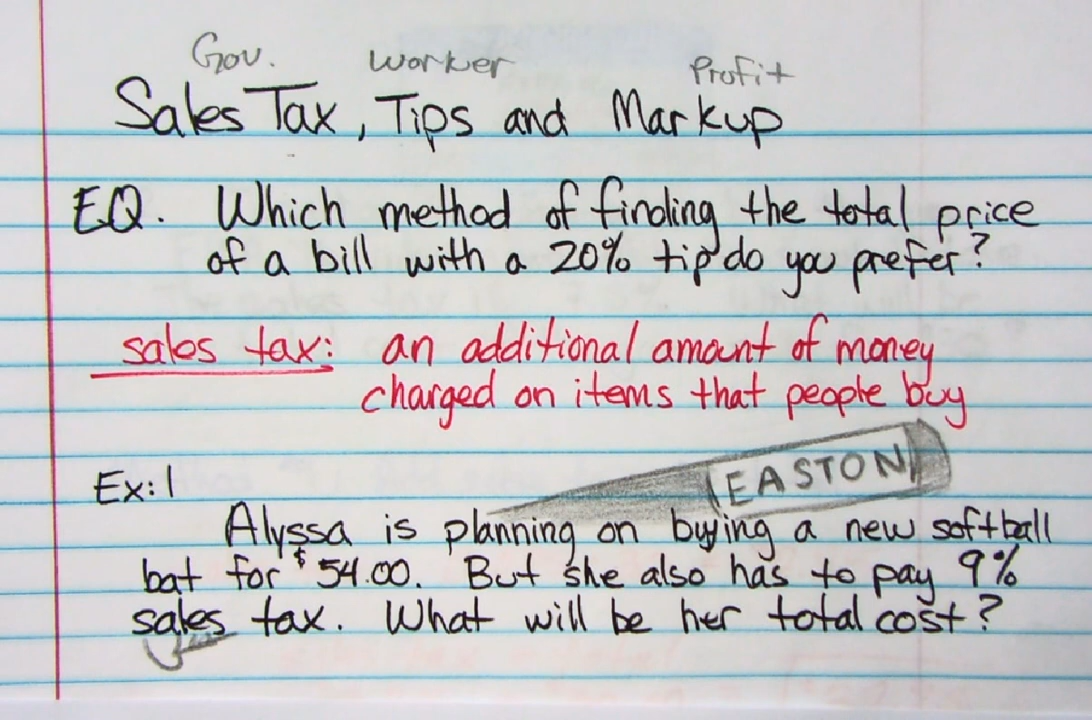 Gov. Worker Profit
Sales Tax, Tips and Markup
EQ. Which method of finding the total price
of a bill with a 20% tip do you prefer?
sales tax: an additional amount of money
charged on items that people buy
EASTON
Ex:1
Alyssa is planning on buying a new softball
bat for $54.00. But she also has to pay 9%
sales tax. What will be her total cost?